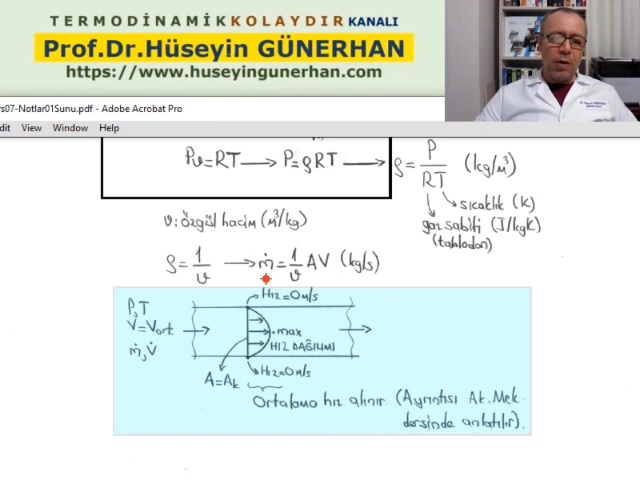 TERMODİNAMİKKOLAYDIR KANALI
Prof.Dr.Hüseyin GÜNERHAN
https://www.huseyingunerhan.com
rs07-Notlar01Sunu.pdf - Adobe Acrobat Pro
dit View Window Help
Pv=RT → P=ρRT → ρ= P/RT (kg/m³)
sıcaklık (K)
gaz sabiti (J/kgK)
(tablodan)
v: özgül hacim (m³/kg)
ρ= 1/v → ṁ= 1/v AV (kg/s)
Hız=0 m/s
P,T
V=Vort
max
HIZ DAĞILIMI
ṁ, V̇
Hız=0 m/s
A=Ak
Ortalama hız alınır. (Ayrıntısı Ak. Mek.
dersinde anlatılır).